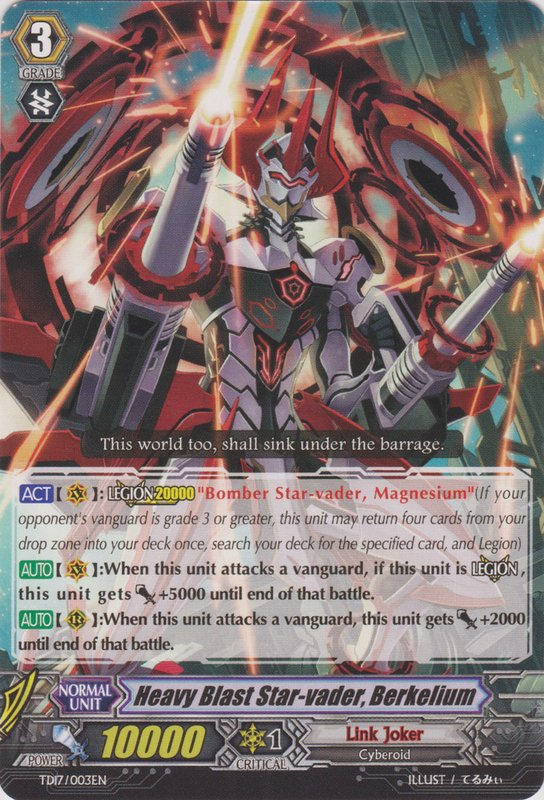 3
GRADE
This world too, shall sink under the barrage.
ACT【V】:LEGION20000"Bomber Star-vader, Magnesium"(If your
opponent's vanguard is grade 3 or greater, this unit may return four cards from your
drop zone into your deck once, search your deck for the specified card, and Legion)
AUTO【V】:When this unit attacks a vanguard, if this unit is LEGION,
this unit gets +5000 until end of that battle.
AUTO【R】:When this unit attacks a vanguard, this unit gets +2000
until end of that battle.
NORMAL
UNIT
Heavy Blast Star-vader, Berkelium
POWER
10000
1
CRITICAL
Link Joker
Cyberoid
TD17/003EN
ILLUST / てるみぃ